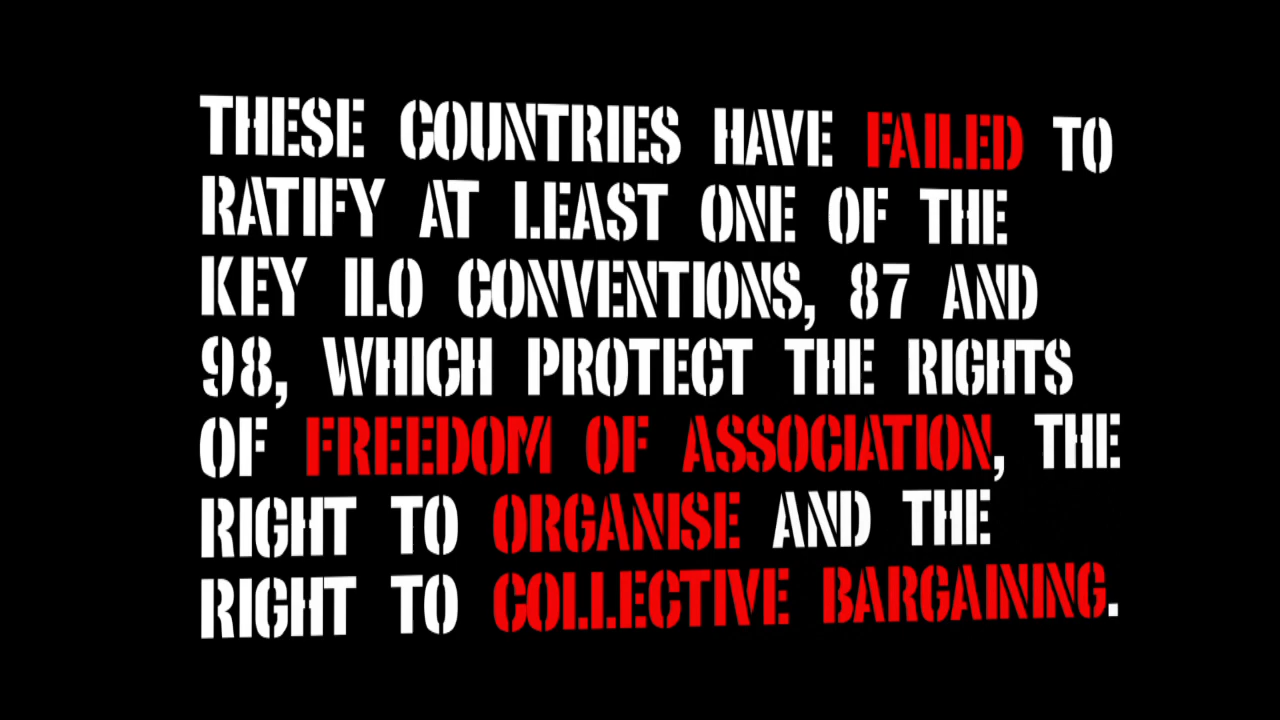 THESE COUNTRIES HAVE FAILED TO
RATIFY AT LEAST ONE OF THE
KEY ILO CONVENTIONS, 87 AND
98, WHICH PROTECT THE RIGHTS
OF FREEDOM OF ASSOCIATION, THE
RIGHT TO ORGANISE AND THE
RIGHT TO COLLECTIVE BARGAINING.